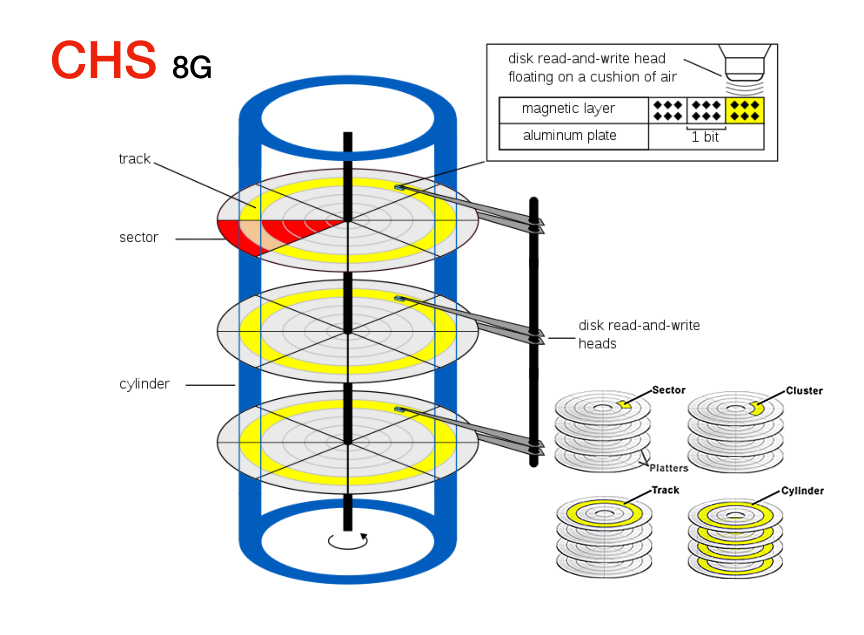 CHS 8G
disk read-and-write head
floating on a cushion of air
magnetic layer
aluminum plate
1 bit
track
sector
cylinder
disk read-and-write
heads
Sector
Cluster
Platters
Track
Cylinder